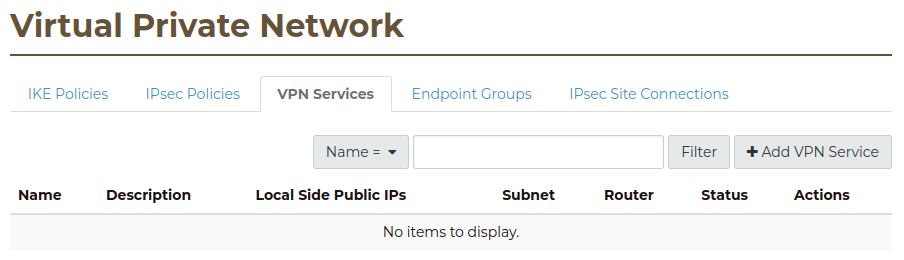 Virtual Private Network
IKE Policies IPsec Policies VPN Services Endpoint Groups IPsec Site Connections
Name = Filter Add VPN Service
Name Description Local Side Public IPs Subnet Router Status Actions
No items to display.